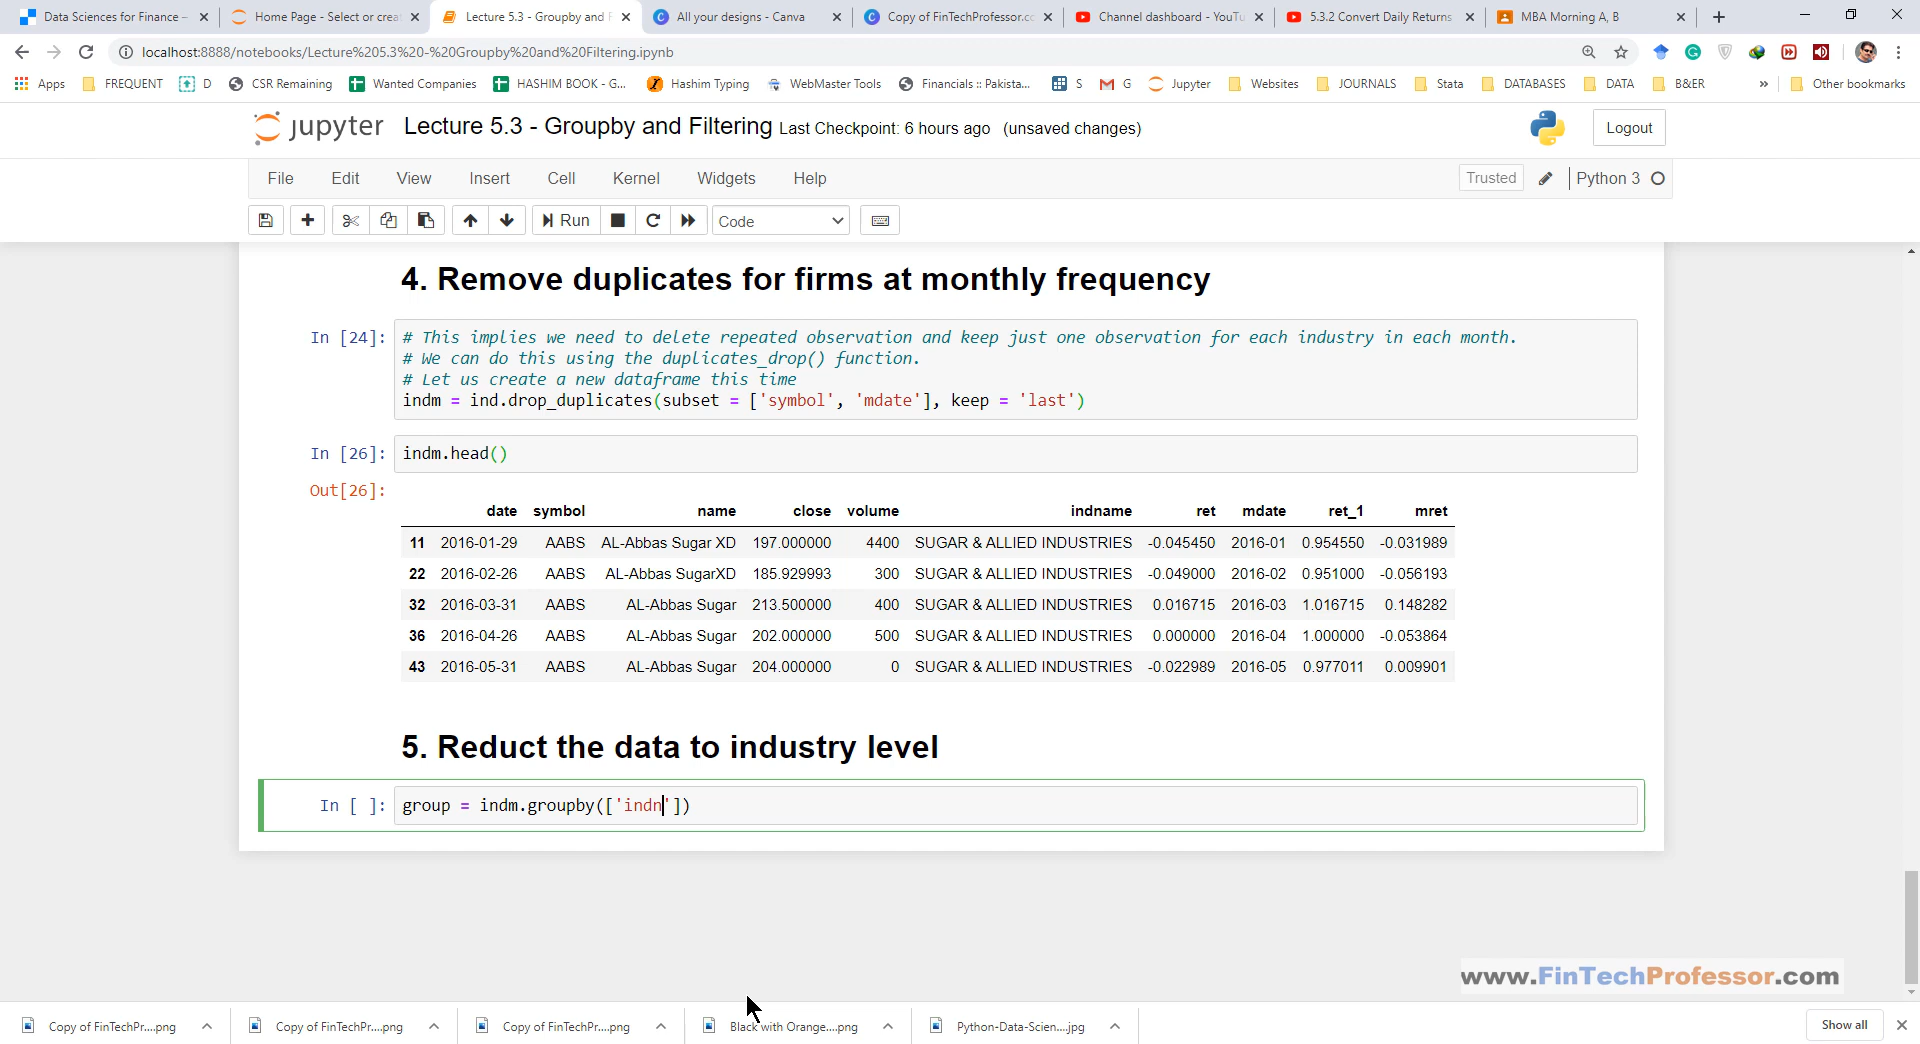 Data Sciences for Finance -
Home Page - Select or creat
Lecture 5.3 - Groupby and F
All your designs - Canva
Copy of FinTechProfessor.cc
Channel dashboard - YouTu
5.3.2 Convert Daily Returns
MBA Morning A, B
localhost:8888/notebooks/Lecture%205.3%20-%20Groupby%20and%20Filtering.ipynb
Apps
FREQUENT
D
CSR Remaining
Wanted Companies
HASHIM BOOK - G...
Hashim Typing
WebMaster Tools
Financials :: Pakista...
S
G
Jupyter
Websites
JOURNALS
Stata
DATABASES
DATA
B&ER
»
Other bookmarks
jupyter Lecture 5.3 - Groupby and Filtering Last Checkpoint: 6 hours ago (unsaved changes)
Logout
File Edit View Insert Cell Kernel Widgets Help
Trusted Python 3
Run Code
4. Remove duplicates for firms at monthly frequency
In [24]: # This implies we need to delete repeated observation and keep just one observation for each industry in each month.
# We can do this using the duplicates_drop() function.
# Let us create a new dataframe this time
indm = ind.drop_duplicates(subset = ['symbol', 'mdate'], keep = 'last')
In [26]: indm.head()
Out[26]:
date symbol name close volume indname ret mdate ret_1 mret
11 2016-01-29 AABS AL-Abbas Sugar XD 197.000000 4400 SUGAR & ALLIED INDUSTRIES -0.045450 2016-01 0.954550 -0.031989
22 2016-02-26 AABS AL-Abbas SugarXD 185.929993 300 SUGAR & ALLIED INDUSTRIES -0.049000 2016-02 0.951000 -0.056193
32 2016-03-31 AABS AL-Abbas Sugar 213.500000 400 SUGAR & ALLIED INDUSTRIES 0.016715 2016-03 1.016715 0.148282
36 2016-04-26 AABS AL-Abbas Sugar 202.000000 500 SUGAR & ALLIED INDUSTRIES 0.000000 2016-04 1.000000 -0.053864
43 2016-05-31 AABS AL-Abbas Sugar 204.000000 0 SUGAR & ALLIED INDUSTRIES -0.022989 2016-05 0.977011 0.009901
5. Reduct the data to industry level
In [ ]: group = indm.groupby(['indn'])
www.FinTechProfessor.com
Copy of FinTechPr....png
Copy of FinTechPr....png
Copy of FinTechPr....png
Black with Orange....png
Python-Data-Scien....jpg
Show all